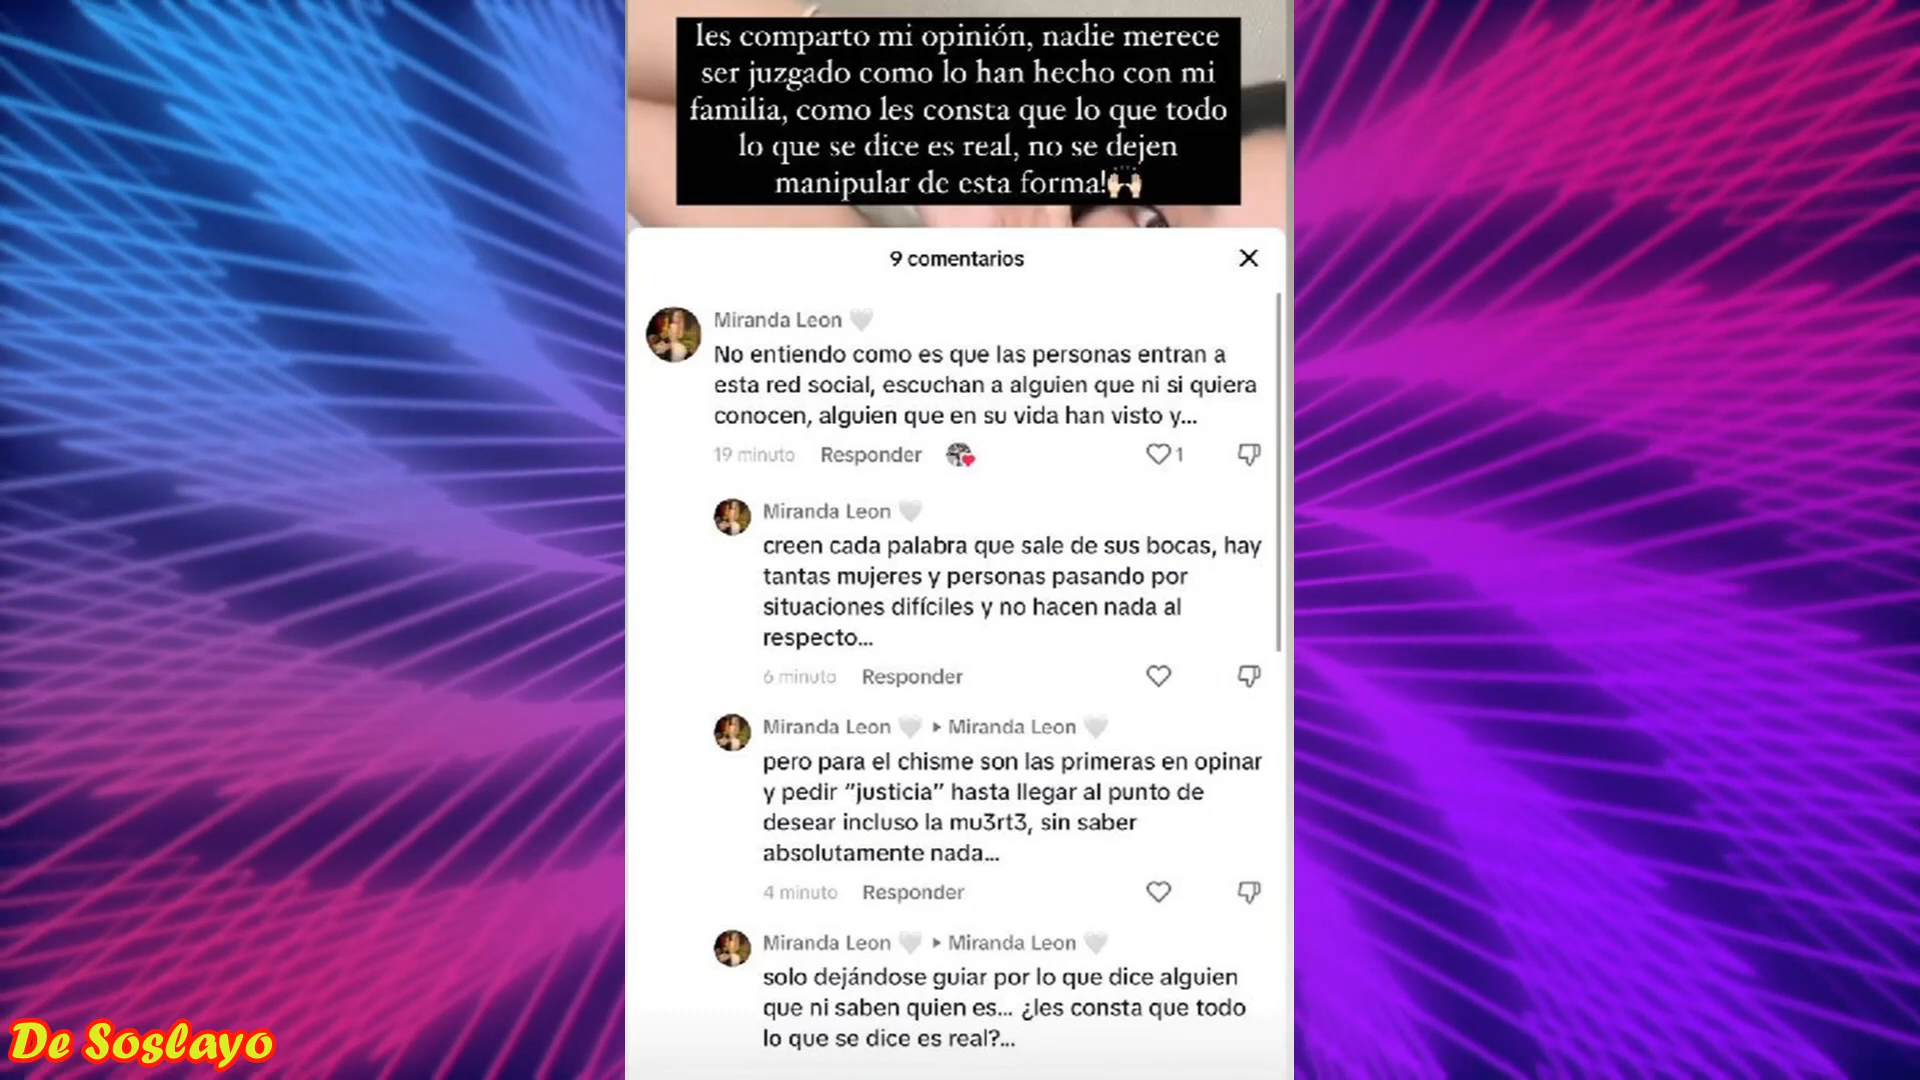 les comparto mi opinión, nadie merece
ser juzgado como lo han hecho con mi
familia, como les consta que lo que todo
lo que se dice es real, no se dejen
manipular de esta forma!🙌🏻
9 comentarios
Miranda Leon 🤍
No entiendo como es que las personas entran a
esta red social, escuchan a alguien que ni si quiera
conocen, alguien que en su vida han visto y...
19 minuto Responder 1
Miranda Leon 🤍
creen cada palabra que sale de sus bocas, hay
tantas mujeres y personas pasando por
situaciones difíciles y no hacen nada al
respecto...
6 minuto Responder
Miranda Leon 🤍 ▸ Miranda Leon 🤍
pero para el chisme son las primeras en opinar
y pedir “justicia” hasta llegar al punto de
desear incluso la mu3rt3, sin saber
absolutamente nada...
4 minuto Responder
Miranda Leon 🤍 ▸ Miranda Leon 🤍
solo dejándose guiar por lo que dice alguien
que ni saben quien es... ¿les consta que todo
lo que se dice es real?...
De Soslayo